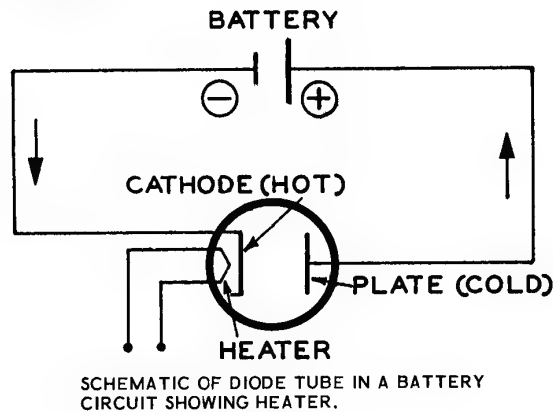 BATTERY
− +
CATHODE (HOT)
PLATE (COLD)
HEATER
SCHEMATIC OF DIODE TUBE IN A BATTERY
CIRCUIT SHOWING HEATER.